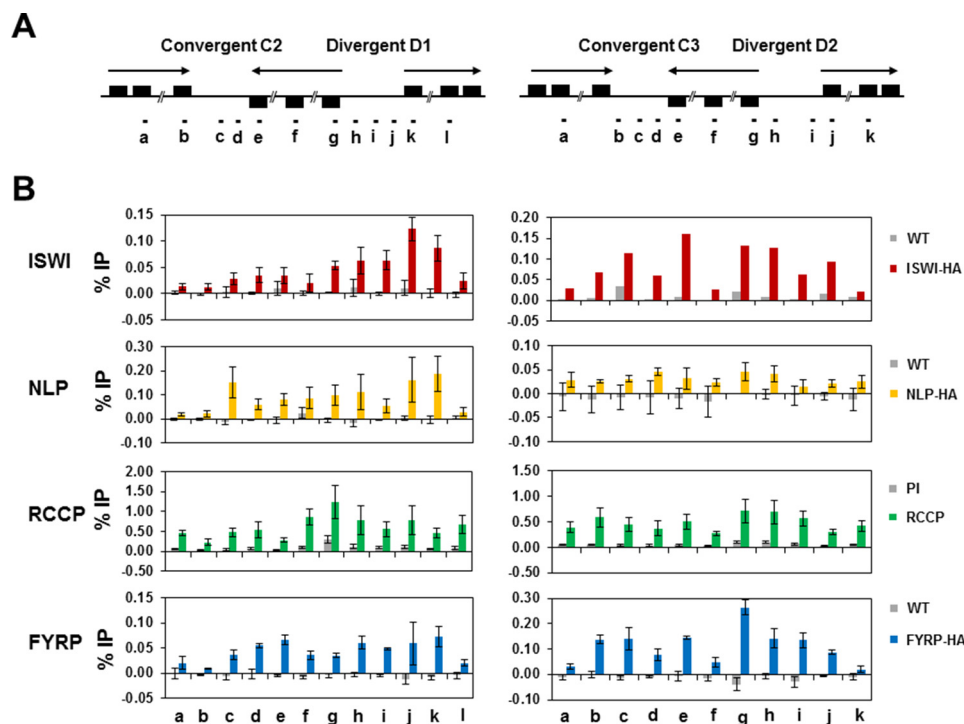 A
Convergent C2 Divergent D1 Convergent C3 Divergent D2
a b c d e f g h i j k l a b c d e f g h i j k
B
ISWI
% IP
0.15
0.10
0.05
0.00
-0.05
0.20
0.15
0.10
0.05
0.00
-0.05
WT
ISWI-HA
NLP
% IP
0.30
0.20
0.10
0.00
-0.10
0.10
0.05
0.00
-0.05
-0.10
WT
NLP-HA
RCCP
% IP
2.00
1.50
1.00
0.50
0.00
-0.50
1.50
1.00
0.50
0.00
-0.50
PI
RCCP
FYRP
% IP
0.15
0.10
0.05
0.00
-0.05
0.30
0.20
0.10
0.00
-0.10
WT
FYRP-HA
a b c d e f g h i j k l a b c d e f g h i j k